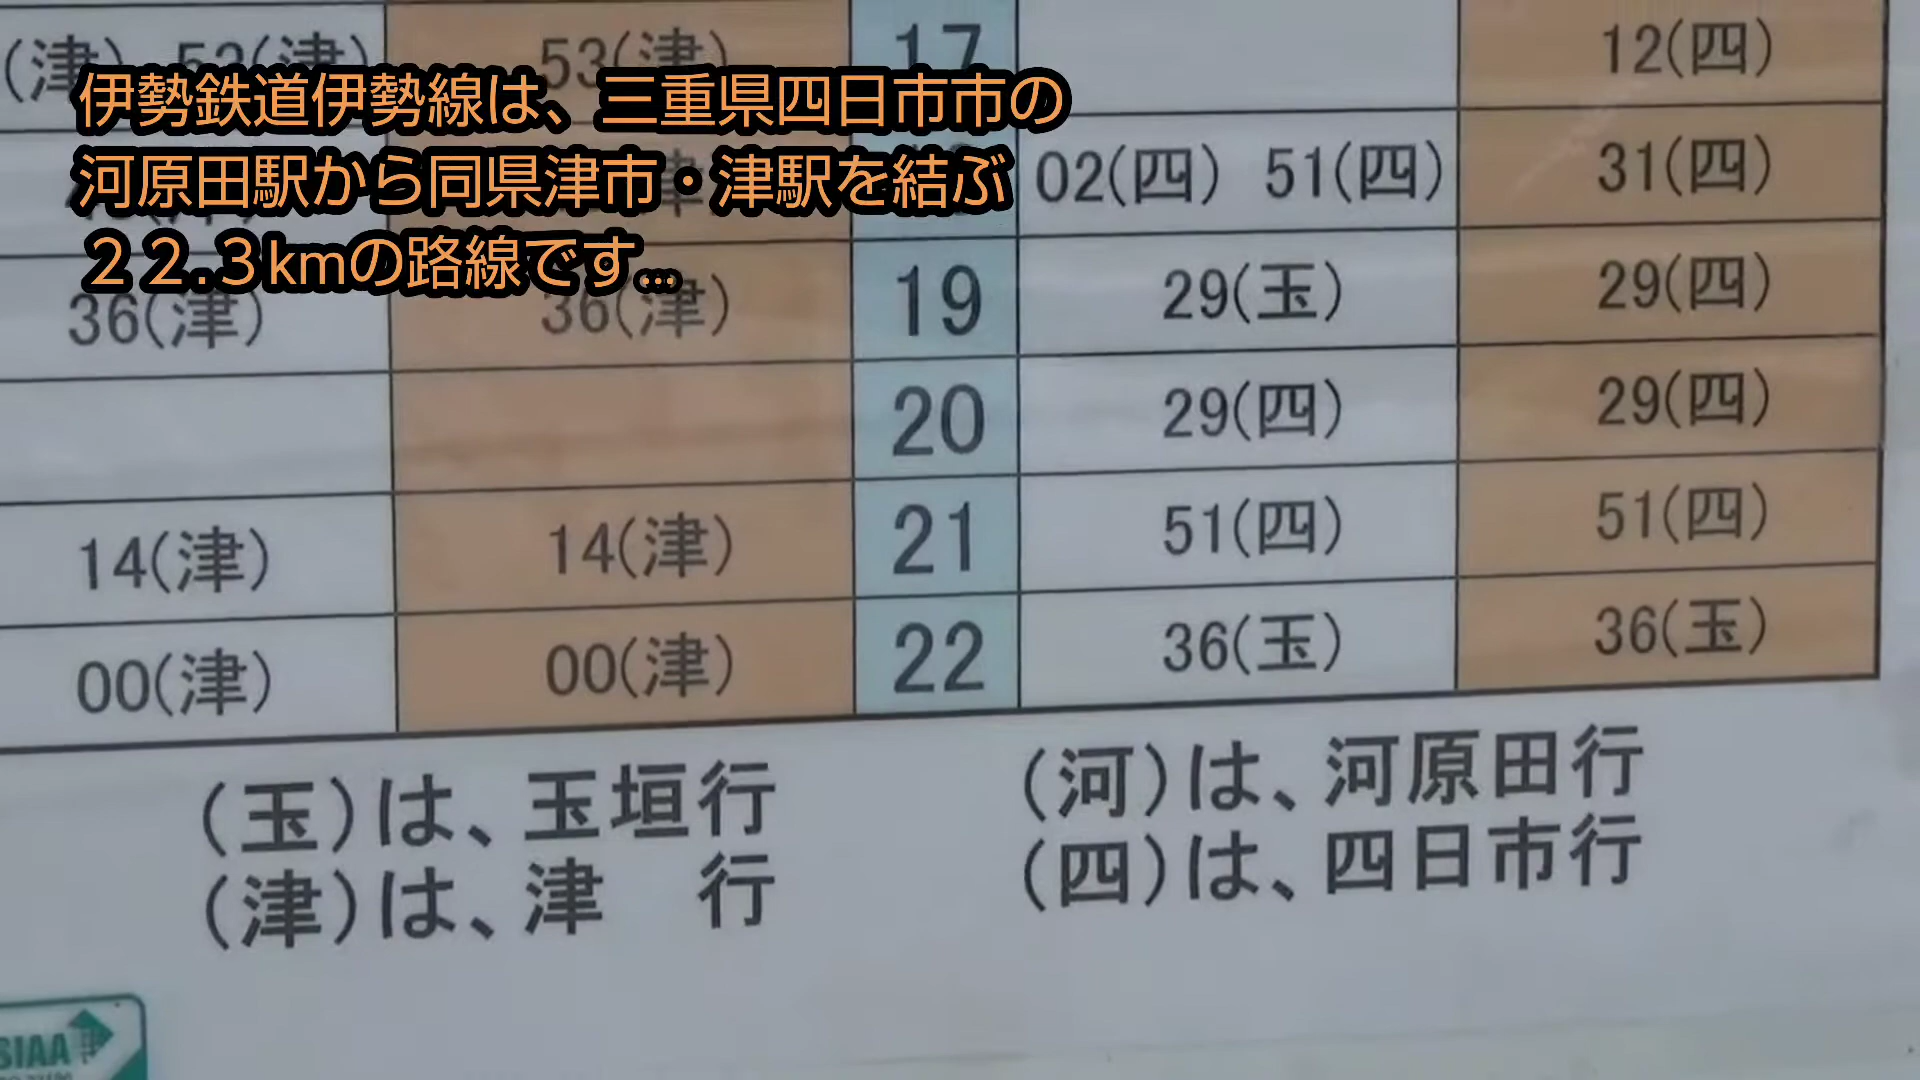 伊勢鉄道伊勢線は、三重県四日市市の
河原田駅から同県津市・津駅を結ぶ
２２.３kmの路線です...
(津) 53(津) 53(津) 17 12(四)
02(四) 51(四) 31(四)
36(津) 36(津) 19 29(玉) 29(四)
20 29(四) 29(四)
14(津) 14(津) 21 51(四) 51(四)
00(津) 00(津) 22 36(玉) 36(玉)
(玉)は、玉垣行 (河)は、河原田行
(津)は、津　行 (四)は、四日市行
SIAA